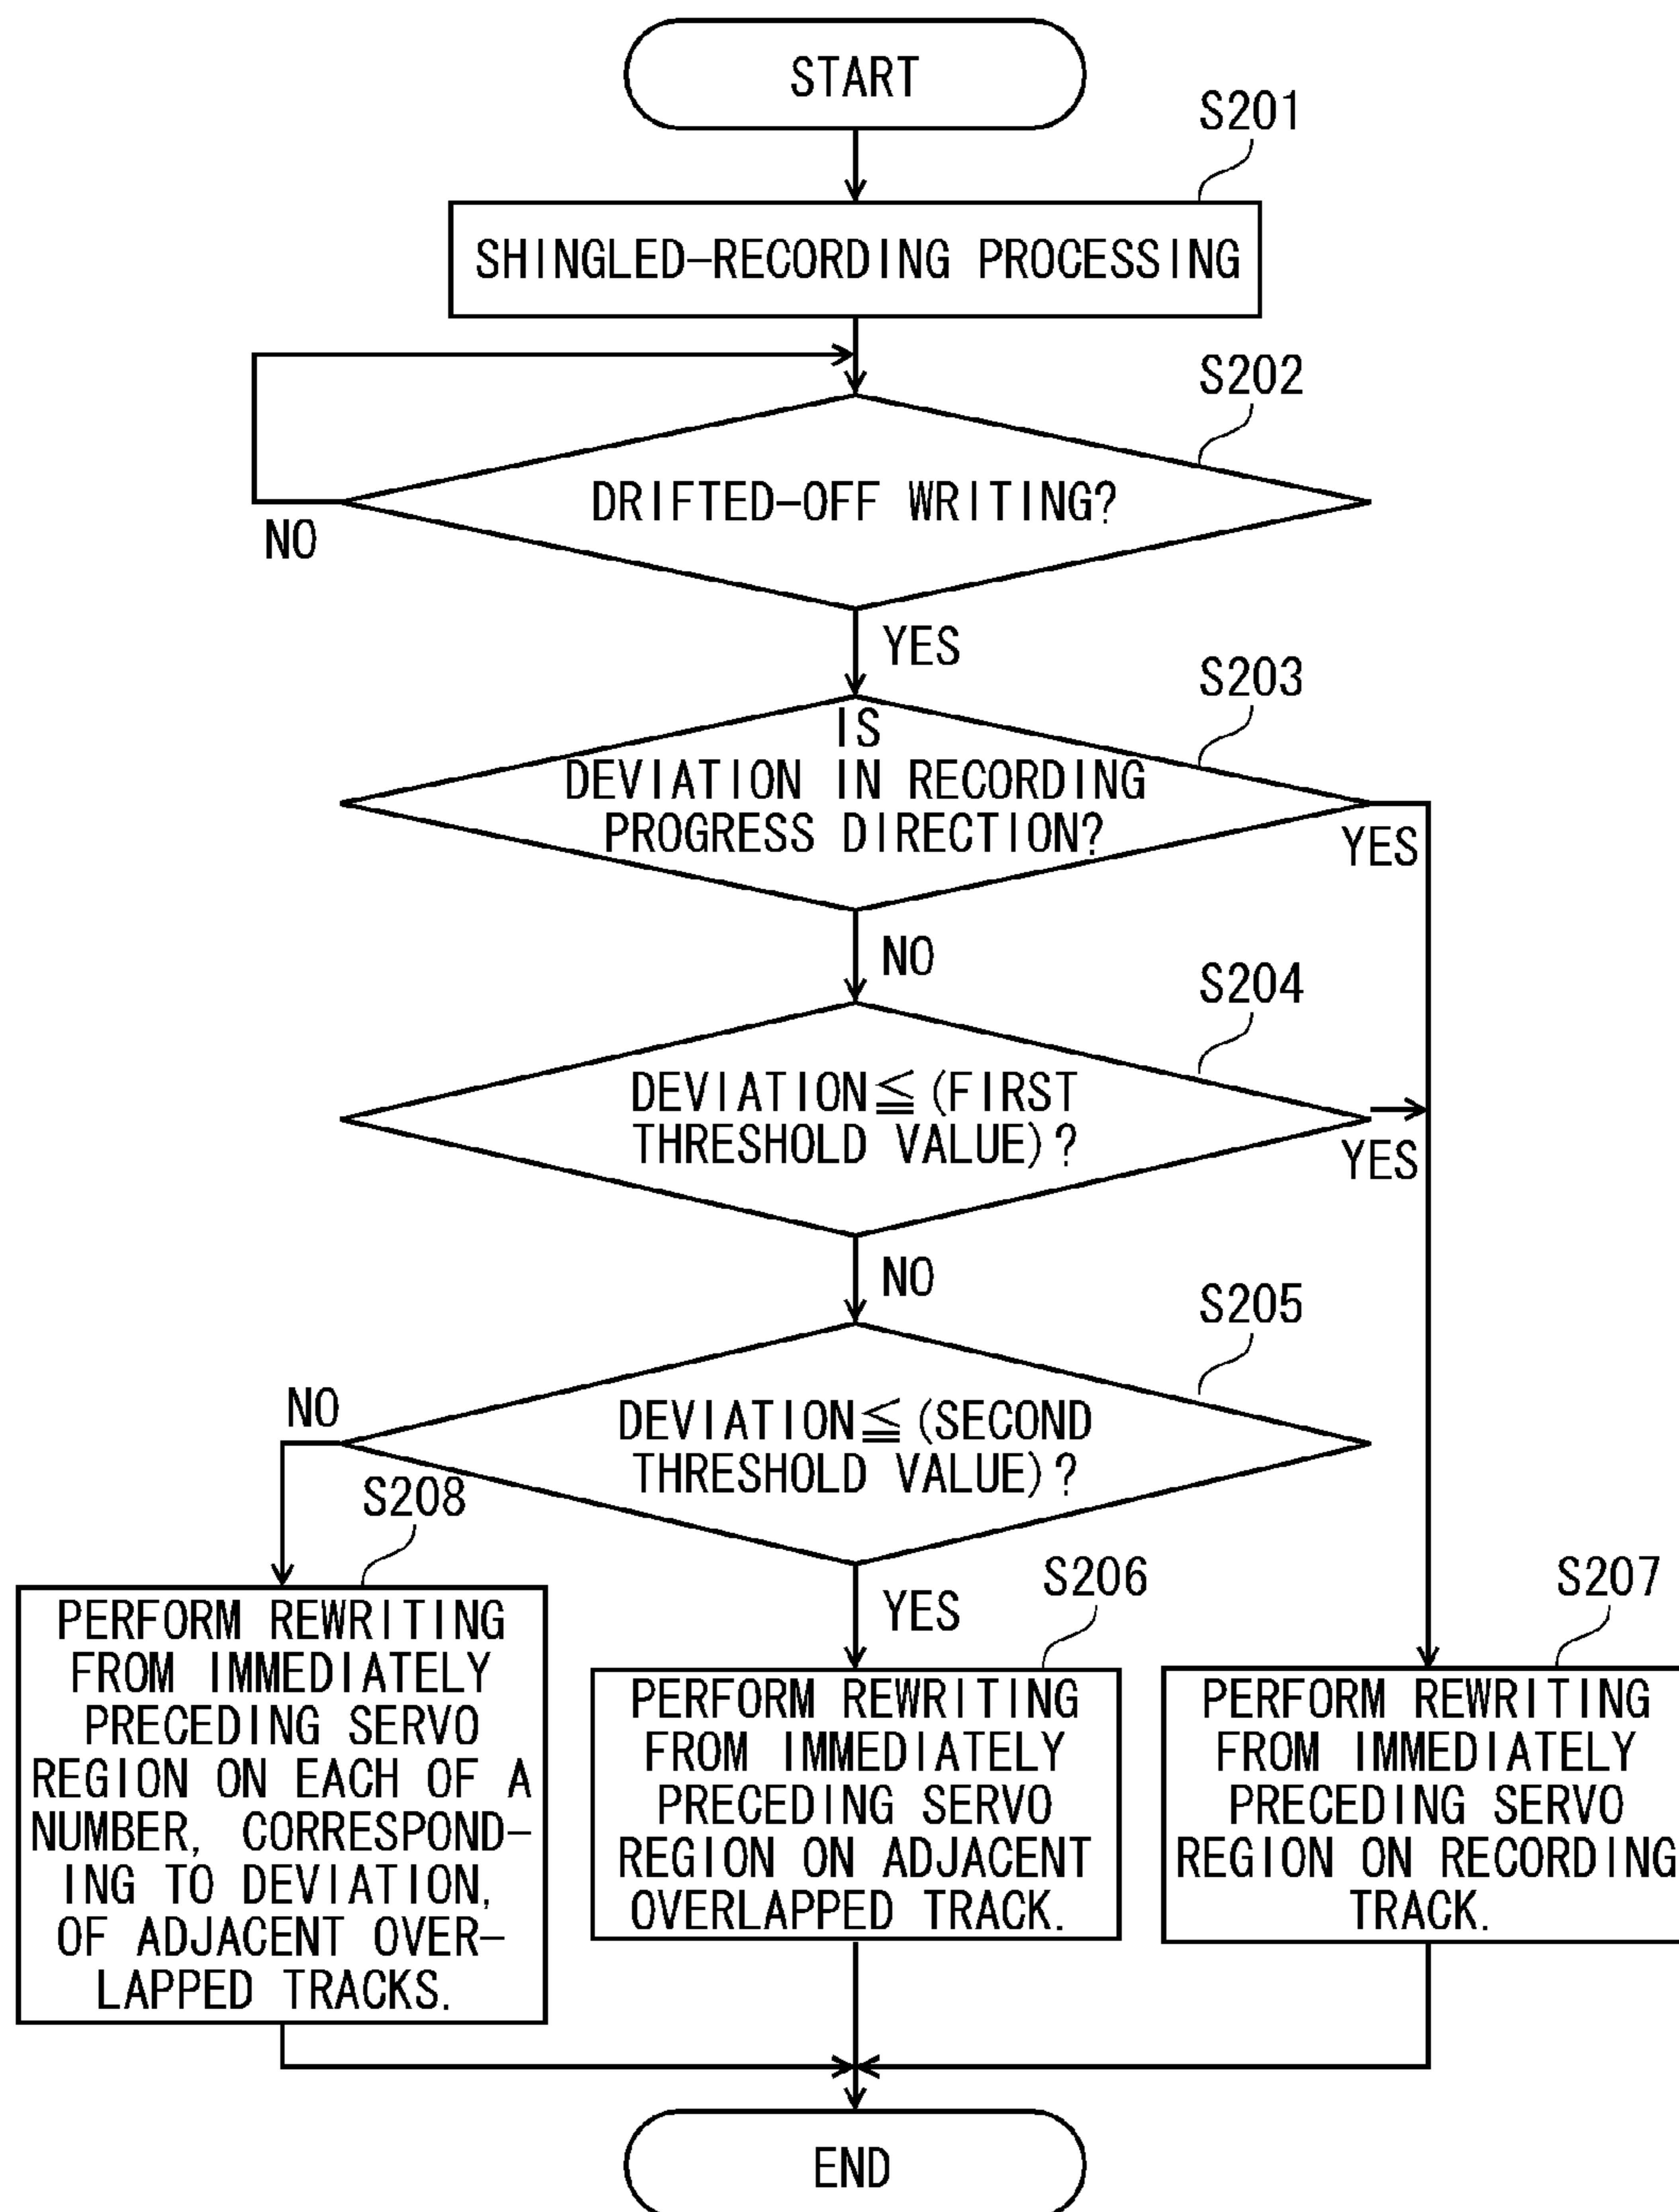 START
S201
SHINGLED-RECORDING PROCESSING
S202
DRIFTED-OFF WRITING?
NO
YES
S203
IS
DEVIATION IN RECORDING
PROGRESS DIRECTION?
YES
NO
S204
DEVIATION≦(FIRST
THRESHOLD VALUE)?
YES
NO
S205
DEVIATION≦(SECOND
THRESHOLD VALUE)?
NO
YES
S208
PERFORM REWRITING
FROM IMMEDIATELY
PRECEDING SERVO
REGION ON EACH OF A
NUMBER, CORRESPOND-
ING TO DEVIATION,
OF ADJACENT OVER-
LAPPED TRACKS.
S206
PERFORM REWRITING
FROM IMMEDIATELY
PRECEDING SERVO
REGION ON ADJACENT
OVERLAPPED TRACK.
S207
PERFORM REWRITING
FROM IMMEDIATELY
PRECEDING SERVO
REGION ON RECORDING
TRACK.
END